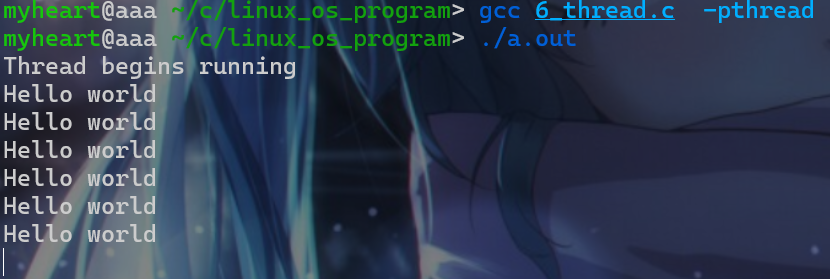 myheart@aaa ~/c/linux_os_program> gcc 6_thread.c  -pthread
myheart@aaa ~/c/linux_os_program> ./a.out
Thread begins running
Hello world
Hello world
Hello world
Hello world
Hello world
Hello world